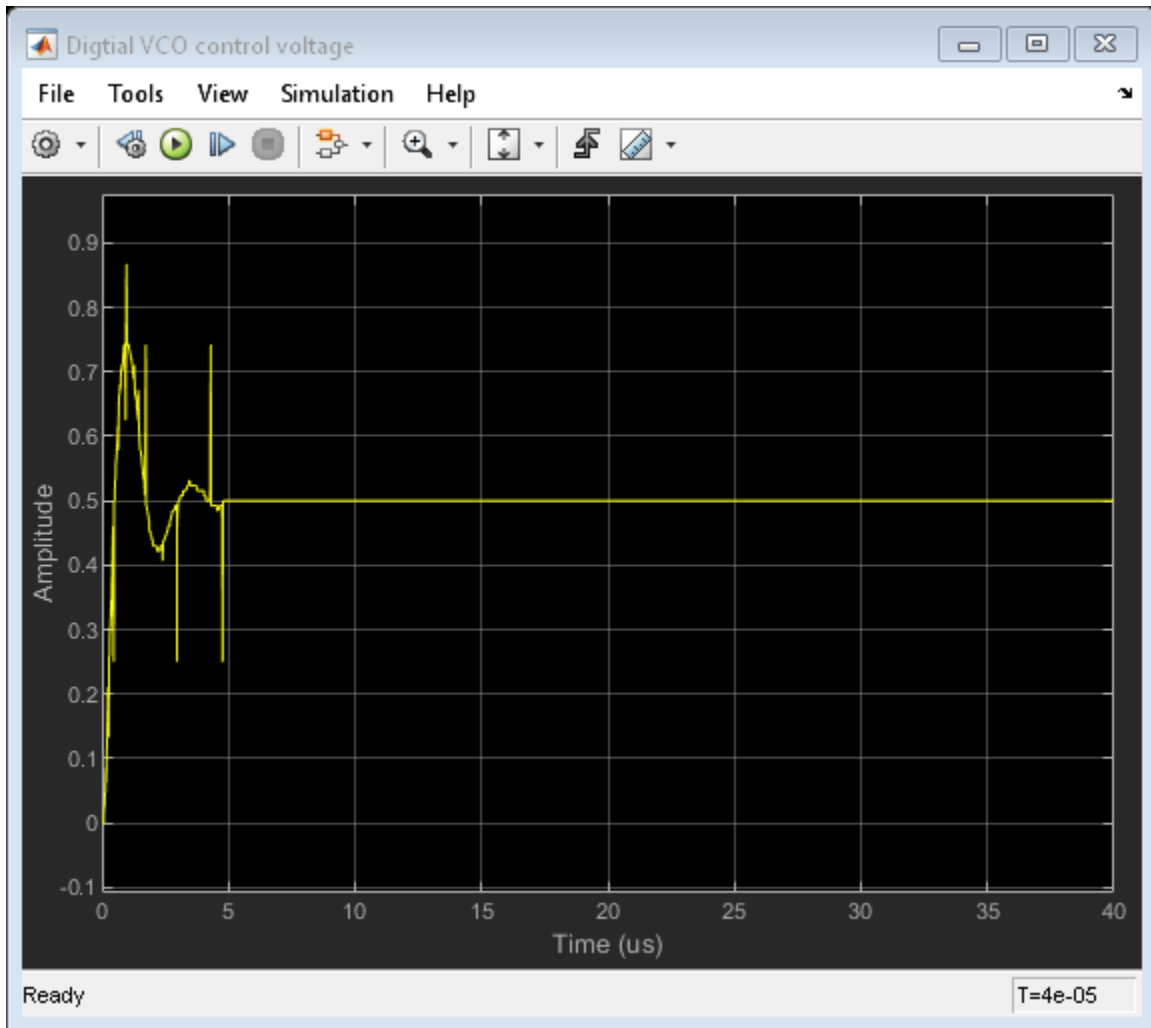 Digtial VCO control voltage
File Tools View Simulation Help
0.9
0.8
0.7
0.6
0.5
0.4
0.3
0.2
0.1
0
-0.1
Amplitude
0 5 10 15 20 25 30 35 40
Time (us)
Ready T=4e-05